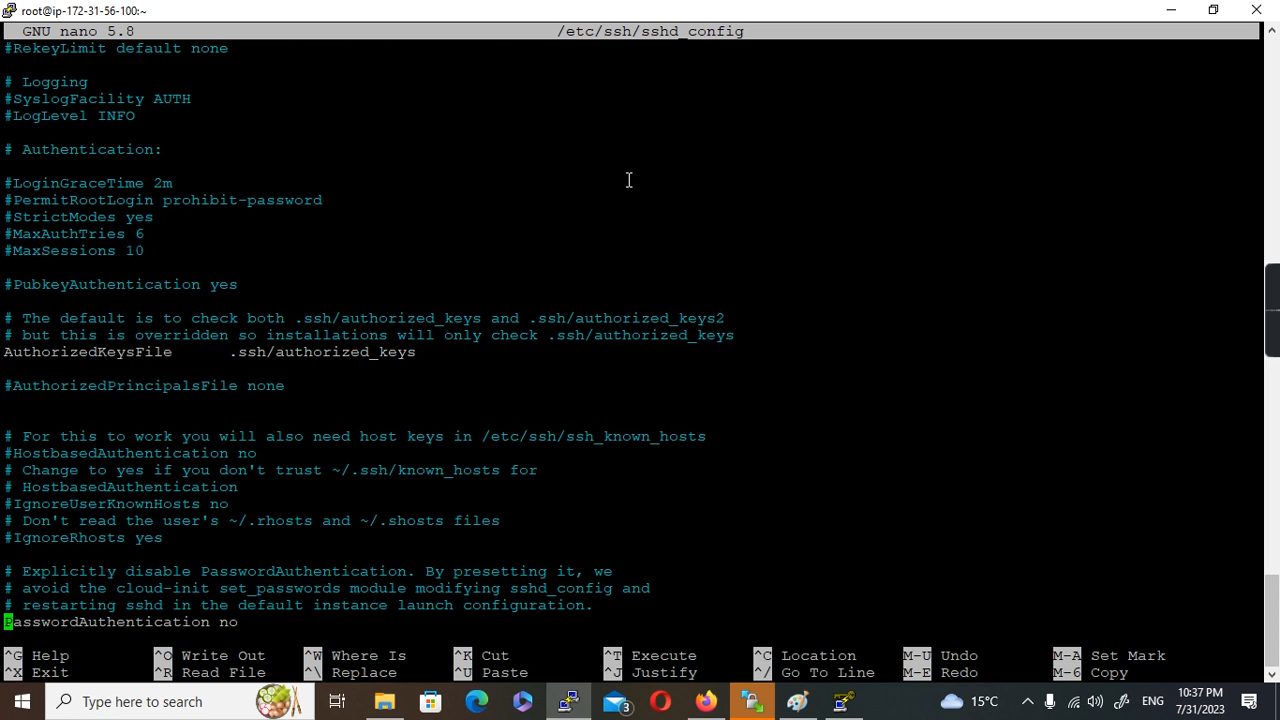 root@ip-172-31-56-100:~
GNU nano 5.8 /etc/ssh/sshd_config
#RekeyLimit default none
# Logging
#SyslogFacility AUTH
#LogLevel INFO
# Authentication:
#LoginGraceTime 2m
#PermitRootLogin prohibit-password
#StrictModes yes
#MaxAuthTries 6
#MaxSessions 10
#PubkeyAuthentication yes
# The default is to check both .ssh/authorized_keys and .ssh/authorized_keys2
# but this is overridden so installations will only check .ssh/authorized_keys
AuthorizedKeysFile .ssh/authorized_keys
#AuthorizedPrincipalsFile none
# For this to work you will also need host keys in /etc/ssh/ssh_known_hosts
#HostbasedAuthentication no
# Change to yes if you don't trust ~/.ssh/known_hosts for
# HostbasedAuthentication
#IgnoreUserKnownHosts no
# Don't read the user's ~/.rhosts and ~/.shosts files
#IgnoreRhosts yes
# Explicitly disable PasswordAuthentication. By presetting it, we
# avoid the cloud-init set_passwords module modifying sshd_config and
# restarting sshd in the default instance launch configuration.
PasswordAuthentication no
^G Help ^O Write Out ^W Where Is ^K Cut ^T Execute ^C Location M-U Undo M-A Set Mark
^X Exit ^R Read File ^\ Replace ^U Paste ^J Justify ^/ Go To Line M-E Redo M-6 Copy
Type here to search 3 15°C ENG 10:37 PM
7/31/2023